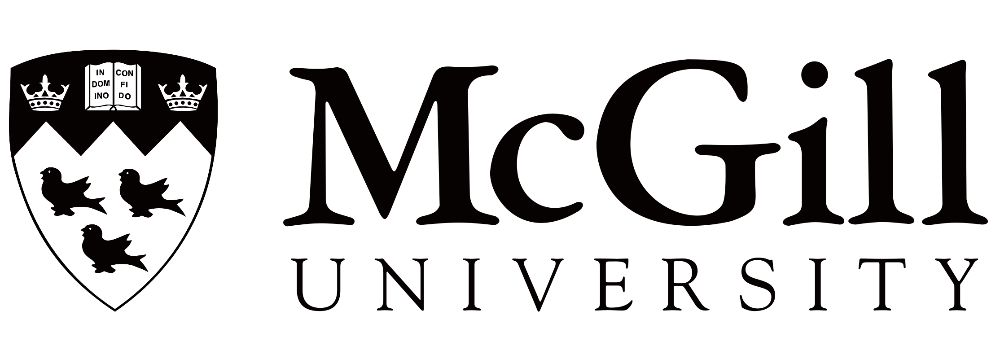 IN CON
DOM FI
INO DO
McGill
UNIVERSITY